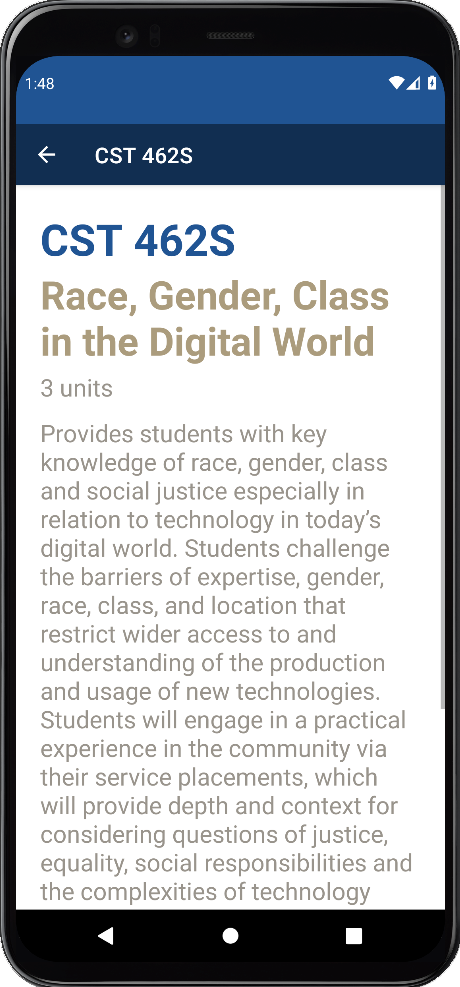 1:48
CST 462S
CST 462S
Race, Gender, Class
in the Digital World
3 units
Provides students with key
knowledge of race, gender, class
and social justice especially in
relation to technology in today’s
digital world. Students challenge
the barriers of expertise, gender,
race, class, and location that
restrict wider access to and
understanding of the production
and usage of new technologies.
Students will engage in a practical
experience in the community via
their service placements, which
will provide depth and context for
considering questions of justice,
equality, social responsibilities and
the complexities of technology